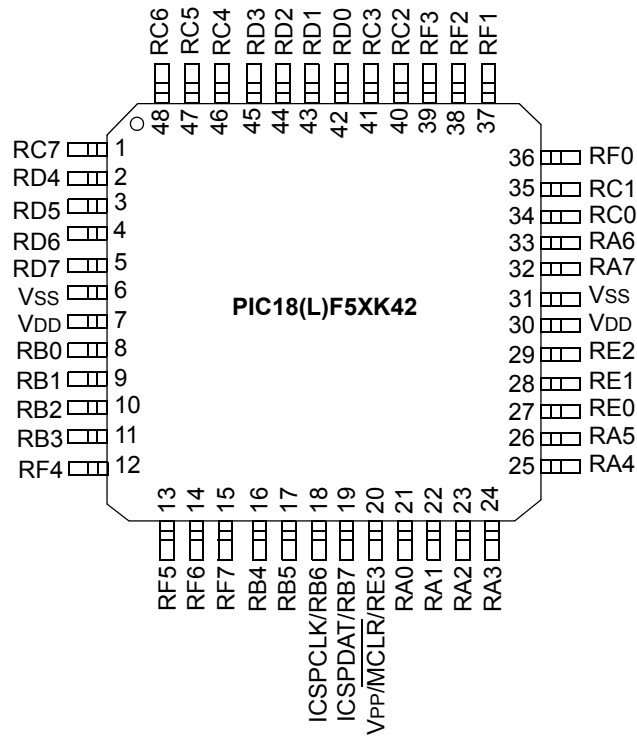 RC6 RC5 RC4 RD3 RD2 RD1 RD0 RC3 RC2 RF3 RF2 RF1
48 47 46 45 44 43 42 41 40 39 38 37
RC7 1
RD4 2
RD5 3
RD6 4
RD7 5
VSS 6
VDD 7
RB0 8
RB1 9
RB2 10
RB3 11
RF4 12
PIC18(L)F5XK42
36 RF0
35 RC1
34 RC0
33 RA6
32 RA7
31 VSS
30 VDD
29 RE2
28 RE1
27 RE0
26 RA5
25 RA4
13 14 15 16 17 18 19 20 21 22 23 24
RF5 RF6 RF7 RB4 RB5 ICSPCLK/RB6 ICSPDAT/RB7 VPP/MCLR/RE3 RA0 RA1 RA2 RA3